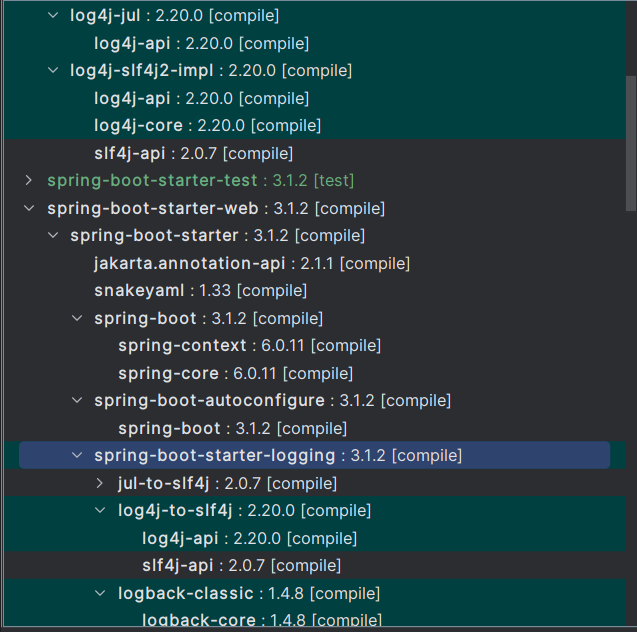 log4j-jul : 2.20.0 [compile]
log4j-api : 2.20.0 [compile]
log4j-slf4j2-impl : 2.20.0 [compile]
log4j-api : 2.20.0 [compile]
log4j-core : 2.20.0 [compile]
slf4j-api : 2.0.7 [compile]
spring-boot-starter-test : 3.1.2 [test]
spring-boot-starter-web : 3.1.2 [compile]
spring-boot-starter : 3.1.2 [compile]
jakarta.annotation-api : 2.1.1 [compile]
snakeyaml : 1.33 [compile]
spring-boot : 3.1.2 [compile]
spring-context : 6.0.11 [compile]
spring-core : 6.0.11 [compile]
spring-boot-autoconfigure : 3.1.2 [compile]
spring-boot : 3.1.2 [compile]
spring-boot-starter-logging : 3.1.2 [compile]
jul-to-slf4j : 2.0.7 [compile]
log4j-to-slf4j : 2.20.0 [compile]
log4j-api : 2.20.0 [compile]
slf4j-api : 2.0.7 [compile]
logback-classic : 1.4.8 [compile]
logback-core : 1.4.8 [compile]